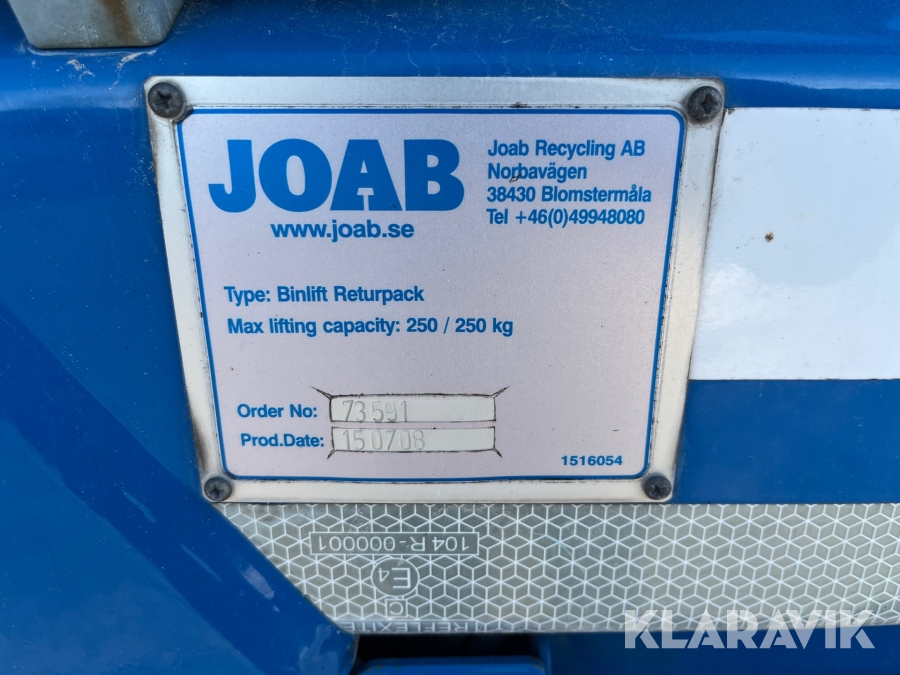 JOAB
www.joab.se
Joab Recycling AB
Norbavägen
38430 Blomstermåla
Tel +46(0)49948080
Type: Binlift Returpack
Max lifting capacity: 250 / 250 kg
Order No: 73591
Prod.Date: 150708
1516054
104 R-000001
E4
C
REFLEXITE
KLARAVIK